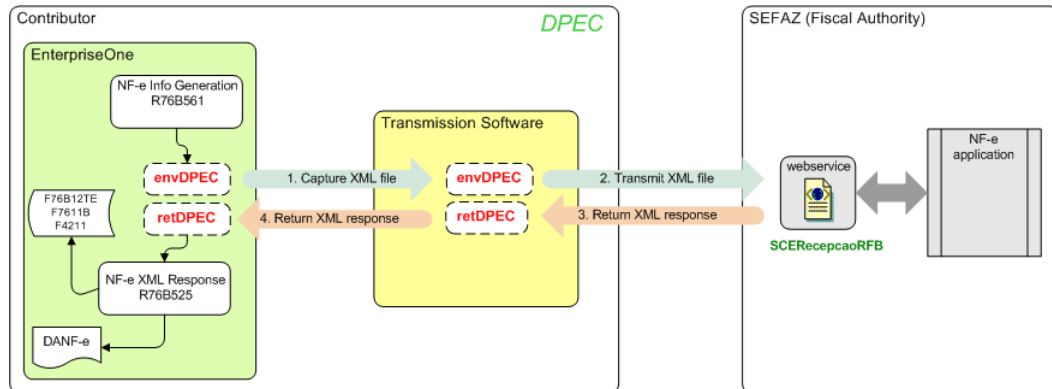 Contributor
DPEC
SEFAZ (Fiscal Authority)
EnterpriseOne
NF-e Info Generation
R76B561
Transmission Software
NF-e
application
webservice
envDPEC
1. Capture XML file
envDPEC
2. Transmit XML file
F76B12TE
F7611B
F4211
retDPEC
4. Return XML response
retDPEC
3. Return XML response
SCERecepcaoRFB
NF-e XML Response
R76B525
DANF-e